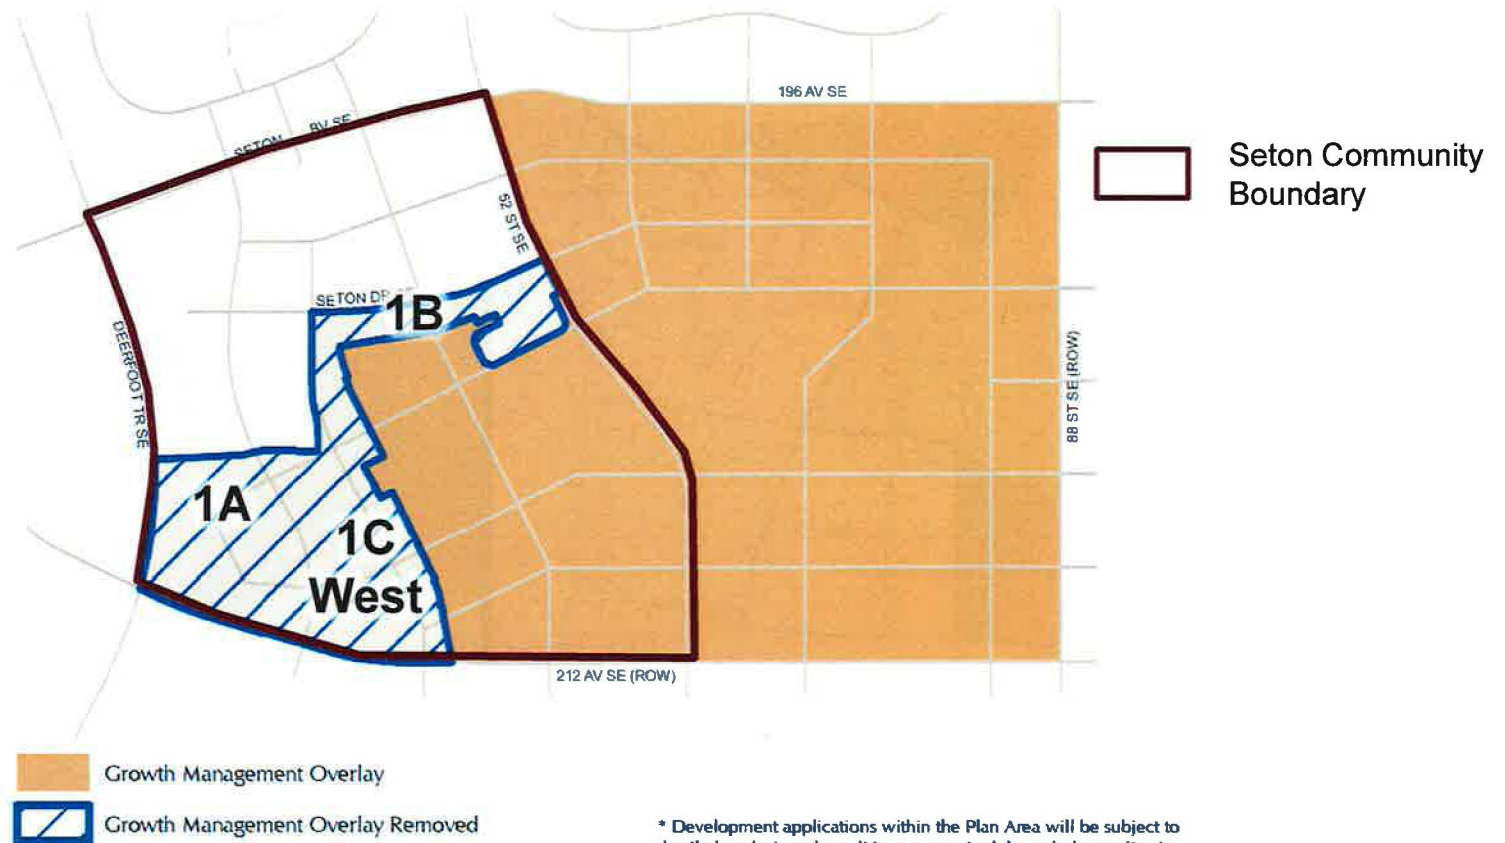 196 AV SE
SETON BV SE
Seton Community
Boundary
52 ST SE
SETON DR
1B
DEERFOOT TR SE
88 ST SE (ROW)
1A
1C
West
212 AV SE (ROW)
Growth Management Overlay
Growth Management Overlay Removed
* Development applications within the Plan Area will be subject to